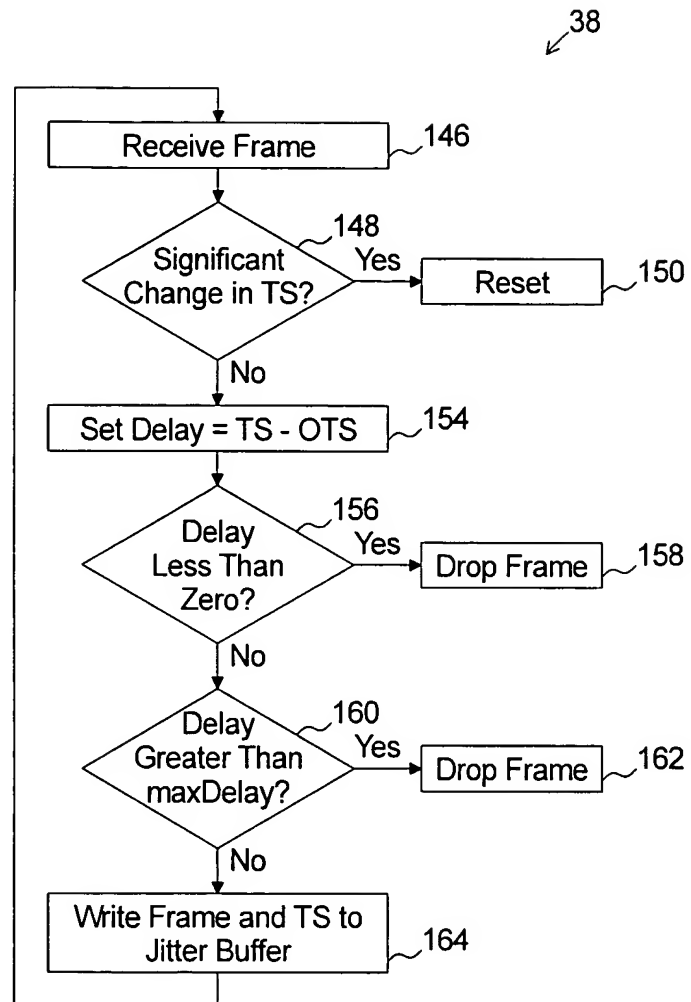 38
Receive Frame
146
148
Significant
Change in TS?
Yes
Reset
150
No
Set Delay = TS - OTS
154
156
Delay
Less Than
Zero?
Yes
Drop Frame
158
No
160
Delay
Greater Than
maxDelay?
Yes
Drop Frame
162
No
Write Frame and TS to
Jitter Buffer
164